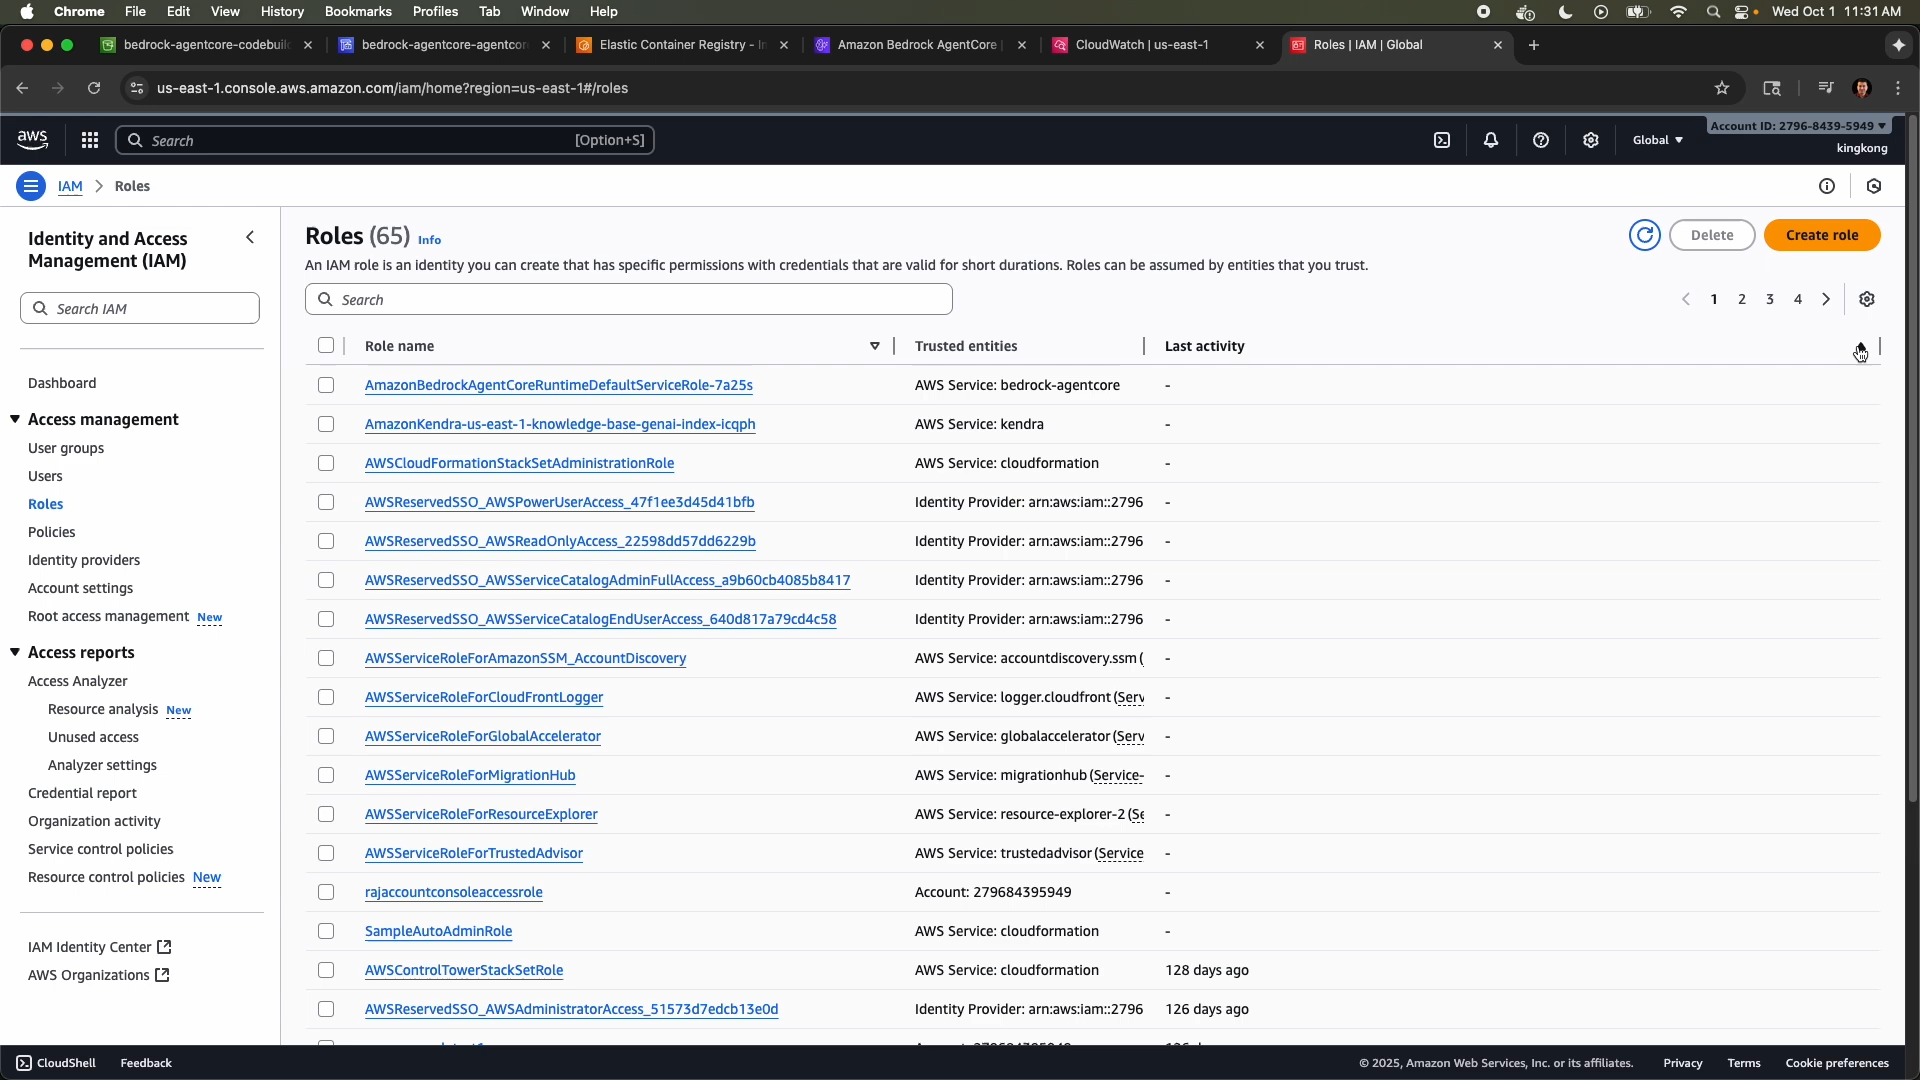 Chrome File Edit View History Bookmarks Profiles Tab Window Help Wed Oct 1 11:31 AM
bedrock-agentcore-codebuil bedrock-agentcore-agentcor Elastic Container Registry - Amazon Bedrock AgentCore CloudWatch | us-east-1 Roles | IAM | Global
us-east-1.console.aws.amazon.com/iam/home?region=us-east-1#/roles
aws Search [Option+S] Global Account ID: 2796-8439-5949
kingkong
IAM > Roles
Identity and Access Management (IAM)
Search IAM
Dashboard
Access management
User groups
Users
Roles
Policies
Identity providers
Account settings
Root access management New
Access reports
Access Analyzer
Resource analysis New
Unused access
Analyzer settings
Credential report
Organization activity
Service control policies
Resource control policies New
IAM Identity Center
AWS Organizations
Roles (65) Info
Delete Create role
An IAM role is an identity you can create that has specific permissions with credentials that are valid for short durations. Roles can be assumed by entities that you trust.
Search 1 2 3 4
Role name Trusted entities Last activity
AmazonBedrockAgentCoreRuntimeDefaultServiceRole-7a25s AWS Service: bedrock-agentcore -
AmazonKendra-us-east-1-knowledge-base-genai-index-icqph AWS Service: kendra -
AWSCloudFormationStackSetAdministrationRole AWS Service: cloudformation -
AWSReservedSSO_AWSPowerUserAccess_47f1ee3d45d41bfb Identity Provider: arn:aws:iam::2796 -
AWSReservedSSO_AWSReadOnlyAccess_22598dd57dd6229b Identity Provider: arn:aws:iam::2796 -
AWSReservedSSO_AWSServiceCatalogAdminFullAccess_a9b60cb4085b8417 Identity Provider: arn:aws:iam::2796 -
AWSReservedSSO_AWSServiceCatalogEndUserAccess_640d817a79cd4c58 Identity Provider: arn:aws:iam::2796 -
AWSServiceRoleForAmazonSSM_AccountDiscovery AWS Service: accountdiscovery.ssm ( -
AWSServiceRoleForCloudFrontLogger AWS Service: logger.cloudfront (Serv -
AWSServiceRoleForGlobalAccelerator AWS Service: globalaccelerator (Serv -
AWSServiceRoleForMigrationHub AWS Service: migrationhub (Service- -
AWSServiceRoleForResourceExplorer AWS Service: resource-explorer-2 (Se -
AWSServiceRoleForTrustedAdvisor AWS Service: trustedadvisor (Service -
rajaccountconsoleaccessrole Account: 279684395949 -
SampleAutoAdminRole AWS Service: cloudformation -
AWSControlTowerStackSetRole AWS Service: cloudformation 128 days ago
AWSReservedSSO_AWSAdministratorAccess_51573d7edcb13e0d Identity Provider: arn:aws:iam::2796 126 days ago
CloudShell Feedback © 2025, Amazon Web Services, Inc. or its affiliates. Privacy Terms Cookie preferences